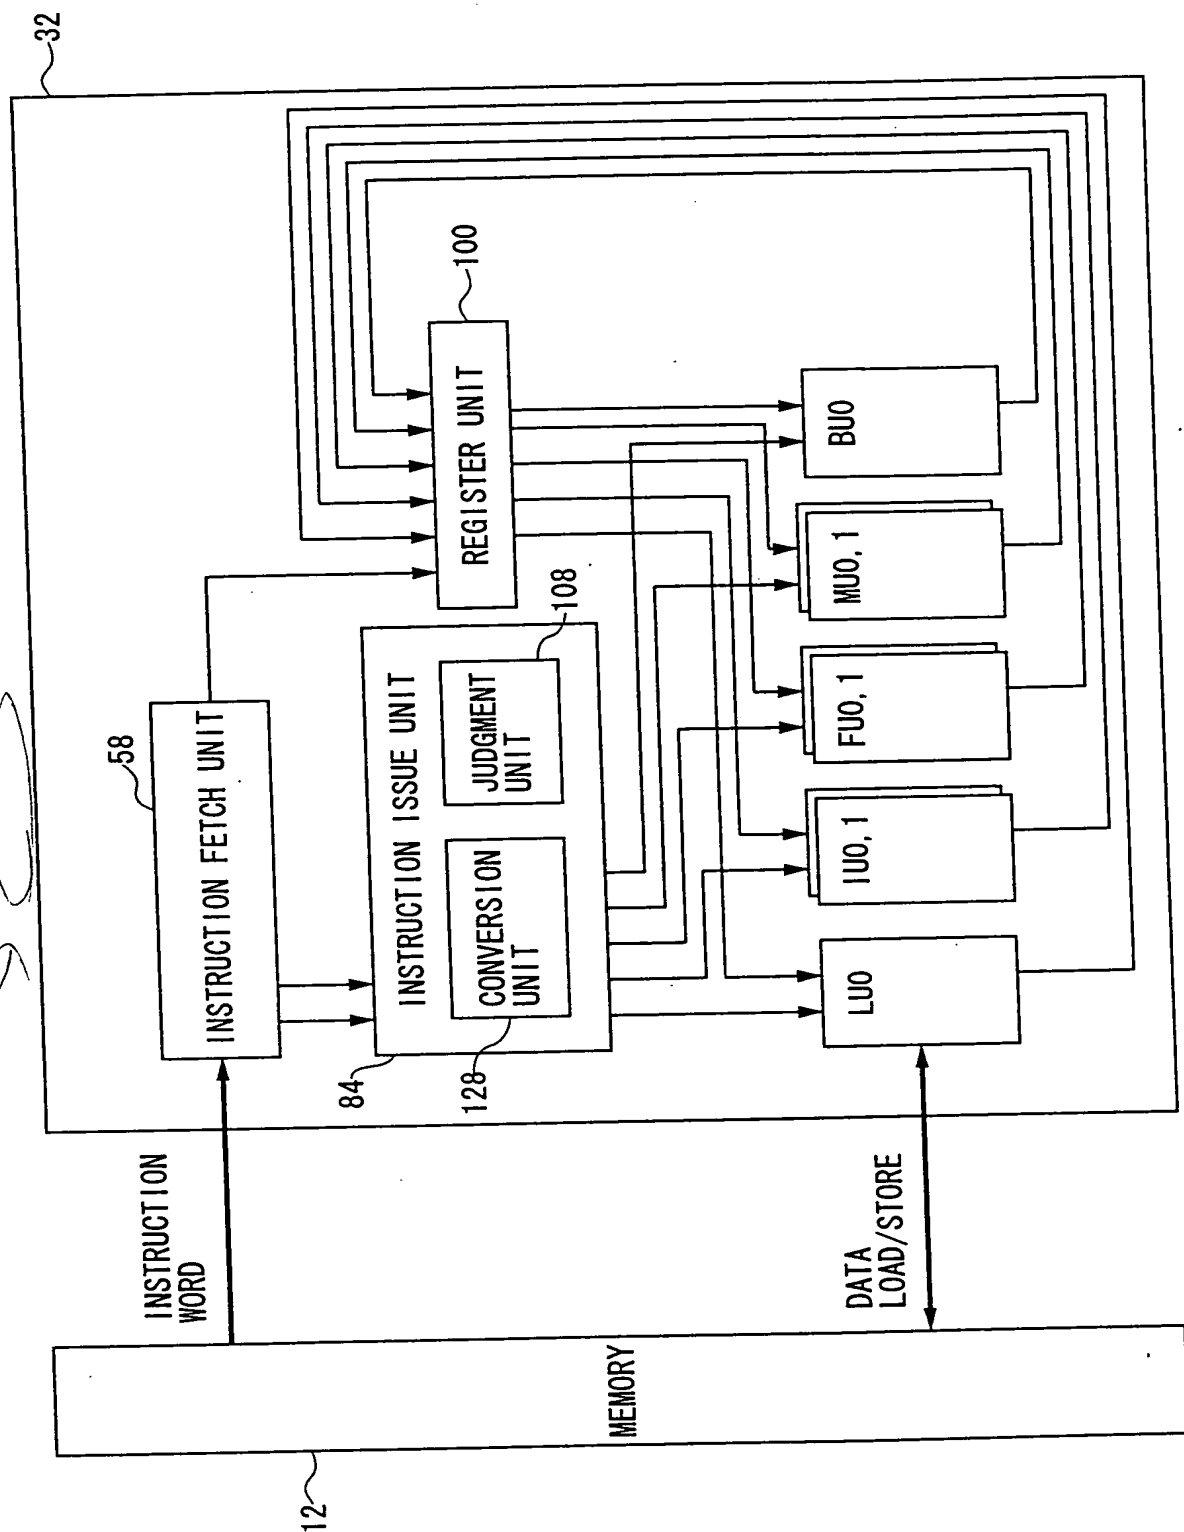 32
INSTRUCTION FETCH UNIT
58
INSTRUCTION
WORD
INSTRUCTION ISSUE UNIT
84
CONVERSION
UNIT
128
JUDGMENT
UNIT
108
REGISTER UNIT
100
LU0
IU0, 1
FU0, 1
MU0, 1
BU0
DATA
LOAD/STORE
MEMORY
12